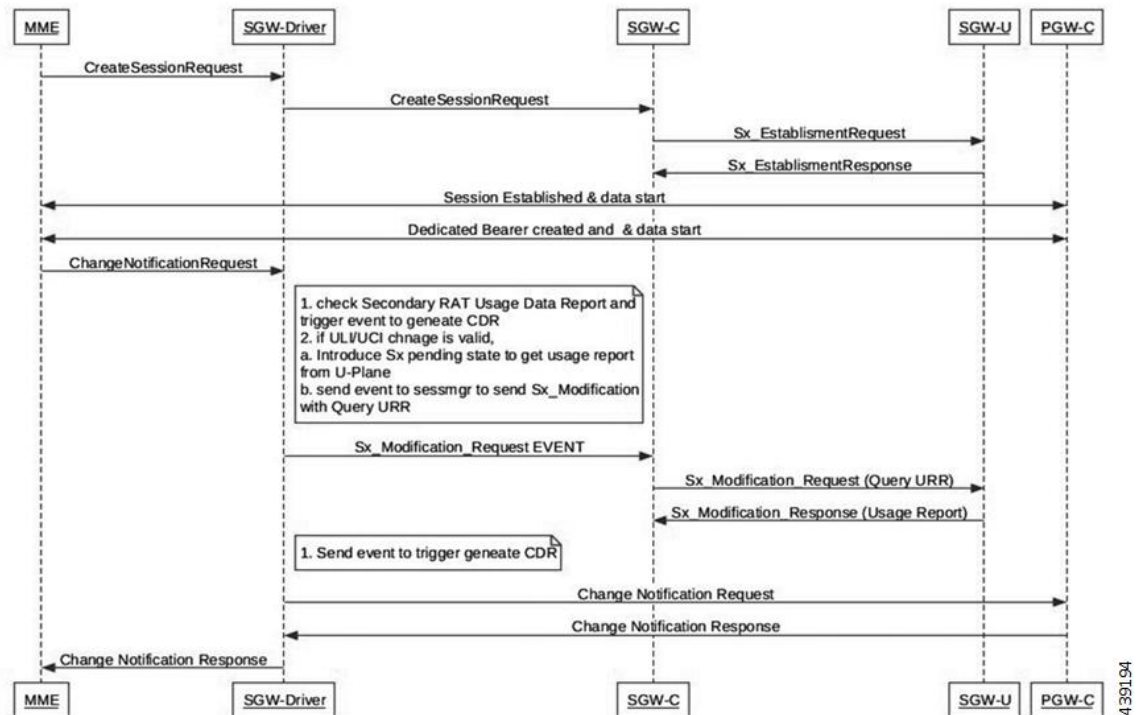 MME
SGW-Driver
SGW-C
SGW-U
PGW-C
CreateSessionRequest
CreateSessionRequest
Sx_EstablismentRequest
Sx_EstablismentResponse
Session Established & data start
Dedicated Bearer created and & data start
ChangeNotificationRequest
1. check Secondary RAT Usage Data Report and
trigger event to geneate CDR
2. if ULI/UCI chnage is valid,
a. Introduce Sx pending state to get usage report
from U-Plane
b. send event to sessmgr to send Sx_Modification
with Query URR
Sx_Modification_Request EVENT
Sx_Modification_Request (Query URR)
Sx_Modification_Response (Usage Report)
1. Send event to trigger geneate CDR
Change Notification Request
Change Notification Response
Change Notification Response
MME
SGW-Driver
SGW-C
SGW-U
PGW-C
439194